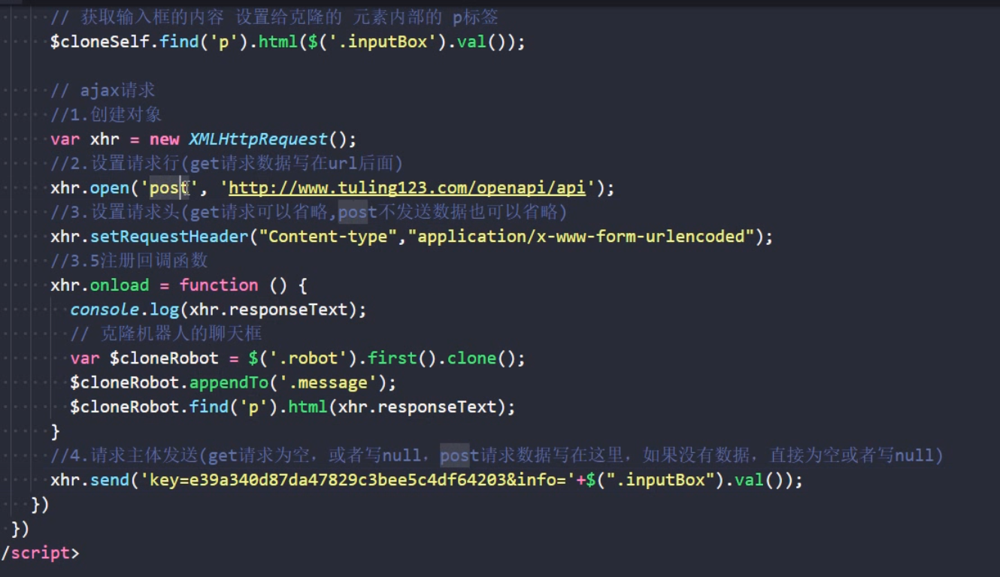 // 获取输入框的内容 设置给克隆的 元素内部的 p标签
$cloneSelf.find('p').html($('.inputBox').val());
// ajax请求
//1.创建对象
var xhr = new XMLHttpRequest();
//2.设置请求行(get请求数据写在url后面)
xhr.open('post', 'http://www.tuling123.com/openapi/api');
//3.设置请求头(get请求可以省略,post不发送数据也可以省略)
xhr.setRequestHeader("Content-type","application/x-www-form-urlencoded");
//3.5注册回调函数
xhr.onload = function () {
console.log(xhr.responseText);
// 克隆机器人的聊天框
var $cloneRobot = $('.robot').first().clone();
$cloneRobot.appendTo('.message');
$cloneRobot.find('p').html(xhr.responseText);
}
//4.请求主体发送(get请求为空，或者写null，post请求数据写在这里，如果没有数据，直接为空或者写null)
xhr.send('key=e39a340d87da47829c3bee5c4df64203&info='+$(".inputBox").val());
})
})
/script>